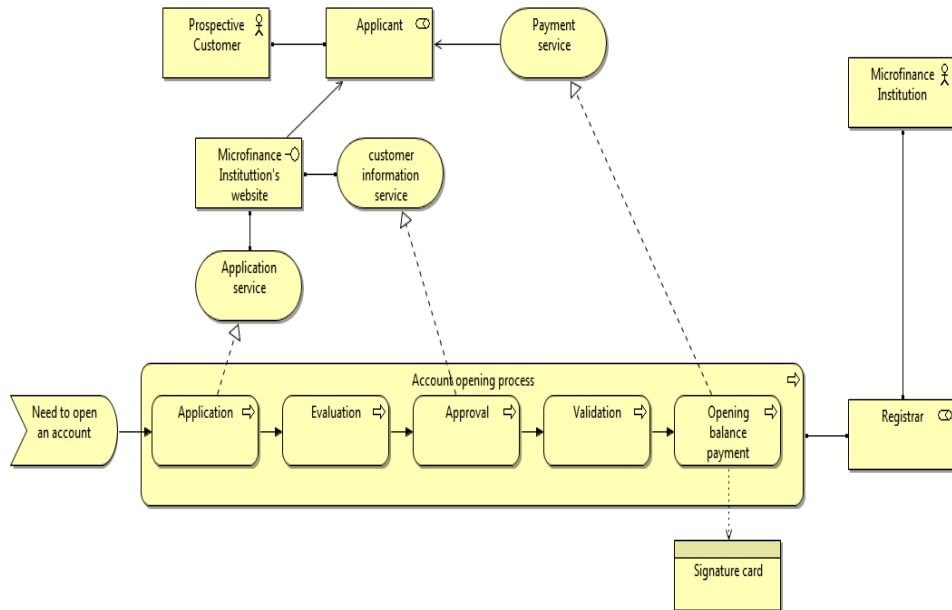 Prospective
Customer
Applicant
Payment
service
Microfinance
Institution
Microfinance
Instituttion's
website
customer
information
service
Application
service
Account opening process
Need to open
an account
Application
Evaluation
Approval
Validation
Opening
balance
payment
Registrar
Signature card